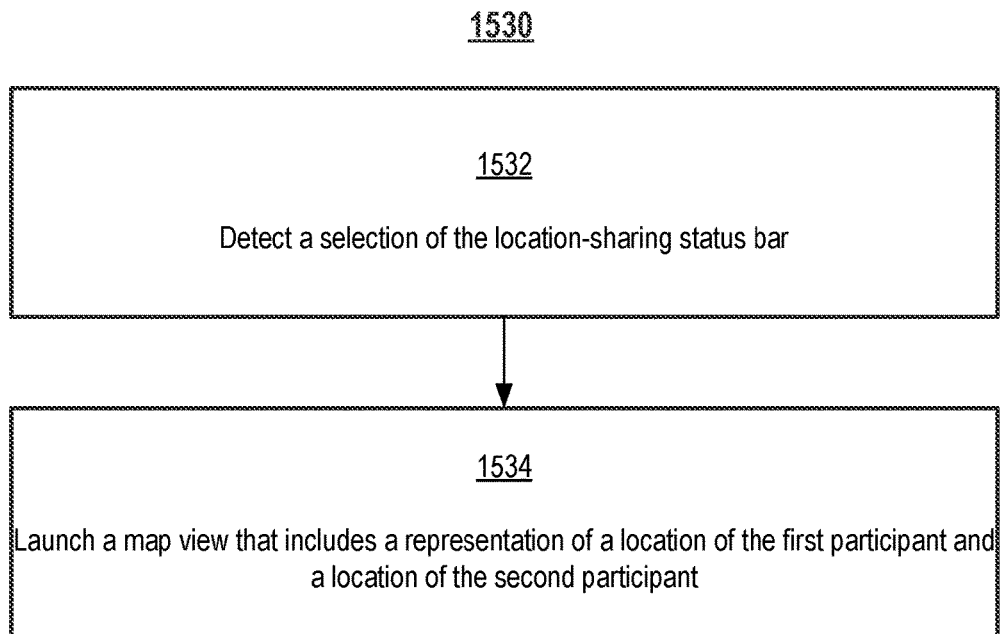 1530
1532
Detect a selection of the location-sharing status bar
1534
Launch a map view that includes a representation of a location of the first participant and
a location of the second participant